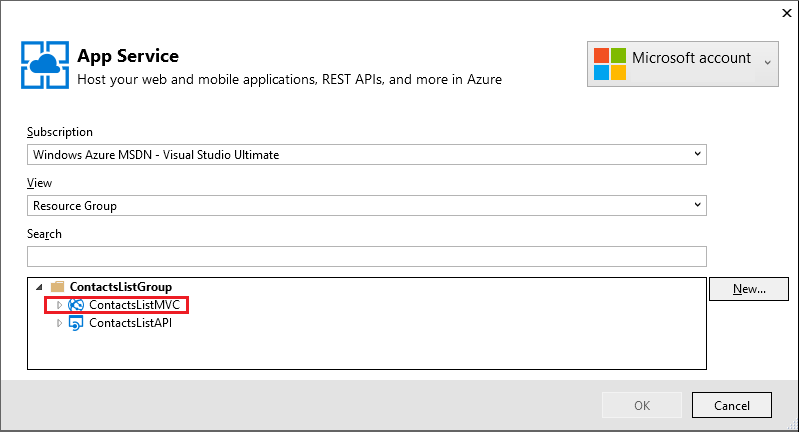 App Service
Host your web and mobile applications, REST APIs, and more in Azure
Microsoft account
Subscription
Windows Azure MSDN - Visual Studio Ultimate
View
Resource Group
Search
ContactsListGroup
ContactsListMVC
ContactsListAPI
New...
OK
Cancel